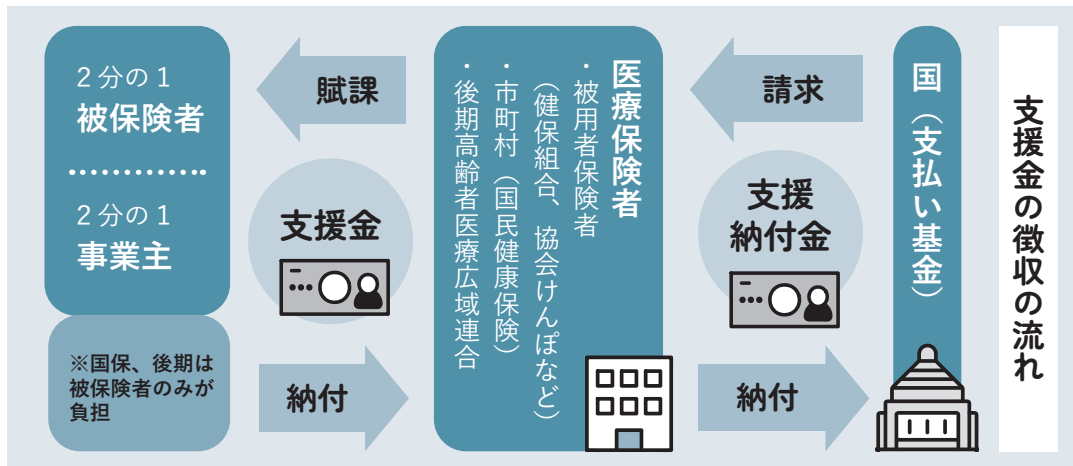 支援金の徴収の流れ
国（支払い基金）
請求
支援
納付金
納付
医療保険者
・被用者保険者
（健保組合、協会けんぽなど）
・市町村（国民健康保険）
・後期高齢者医療広域連合
賦課
支援金
納付
2分の1
被保険者
2分の1
事業主
※国保、後期は
被保険者のみが
負担